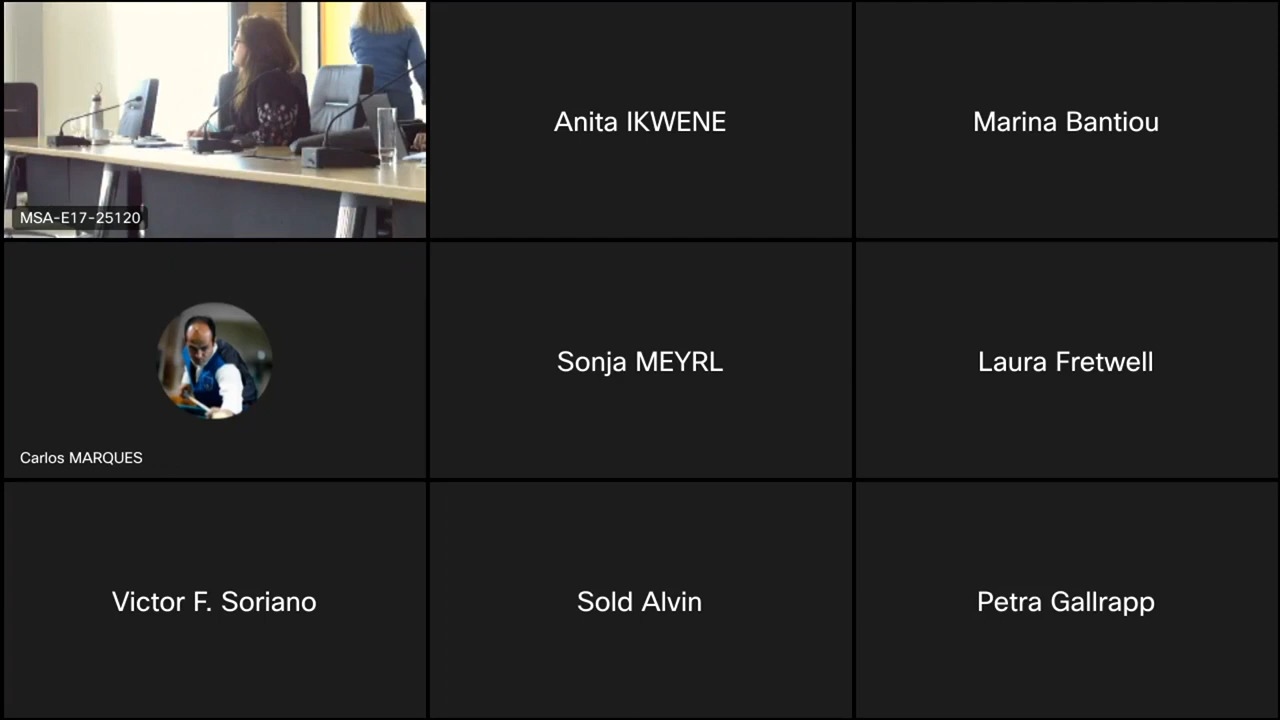 MSA-E17-25120
Anita IKWENE
Marina Bantiou
Carlos MARQUES
Sonja MEYRL
Laura Fretwell
Victor F. Soriano
Sold Alvin
Petra Gallrapp